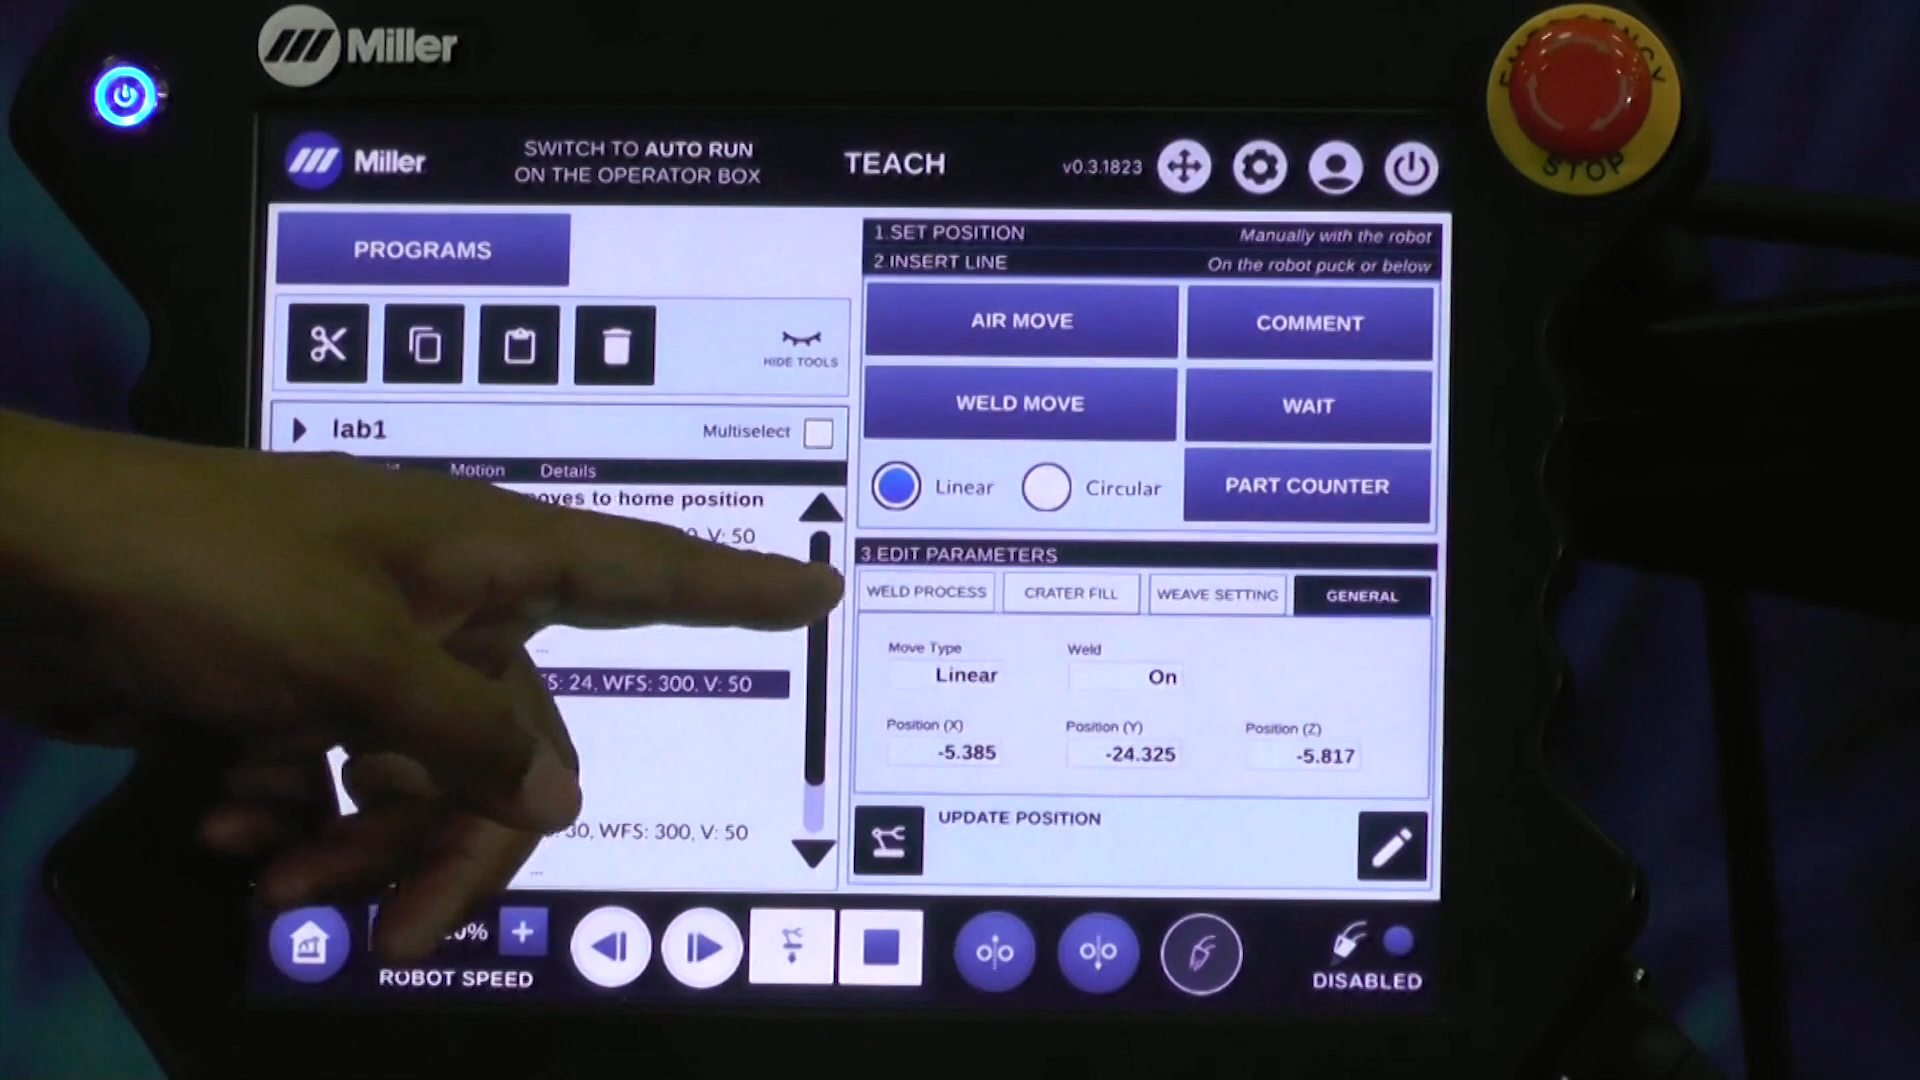 Miller
EMERGENCY
STOP
Miller
SWITCH TO AUTO RUN
ON THE OPERATOR BOX
TEACH
v0.3.1823
PROGRAMS
HIDE TOOLS
lab1
Multiselect
Motion
Details
moves to home position
V: 50
24, WFS: 300, V: 50
30, WFS: 300, V: 50
...
1.SET POSITION
Manually with the robot
2 INSERT LINE
On the robot puck or below
AIR MOVE
COMMENT
WELD MOVE
WAIT
Linear
Circular
PART COUNTER
3.EDIT PARAMETERS
WELD PROCESS
CRATER FILL
WEAVE SETTING
GENERAL
Move Type
Weld
Linear
On
Position (X)
Position (Y)
Position (Z)
-5.385
-24.325
-5.817
UPDATE POSITION
ROBOT SPEED
DISABLED